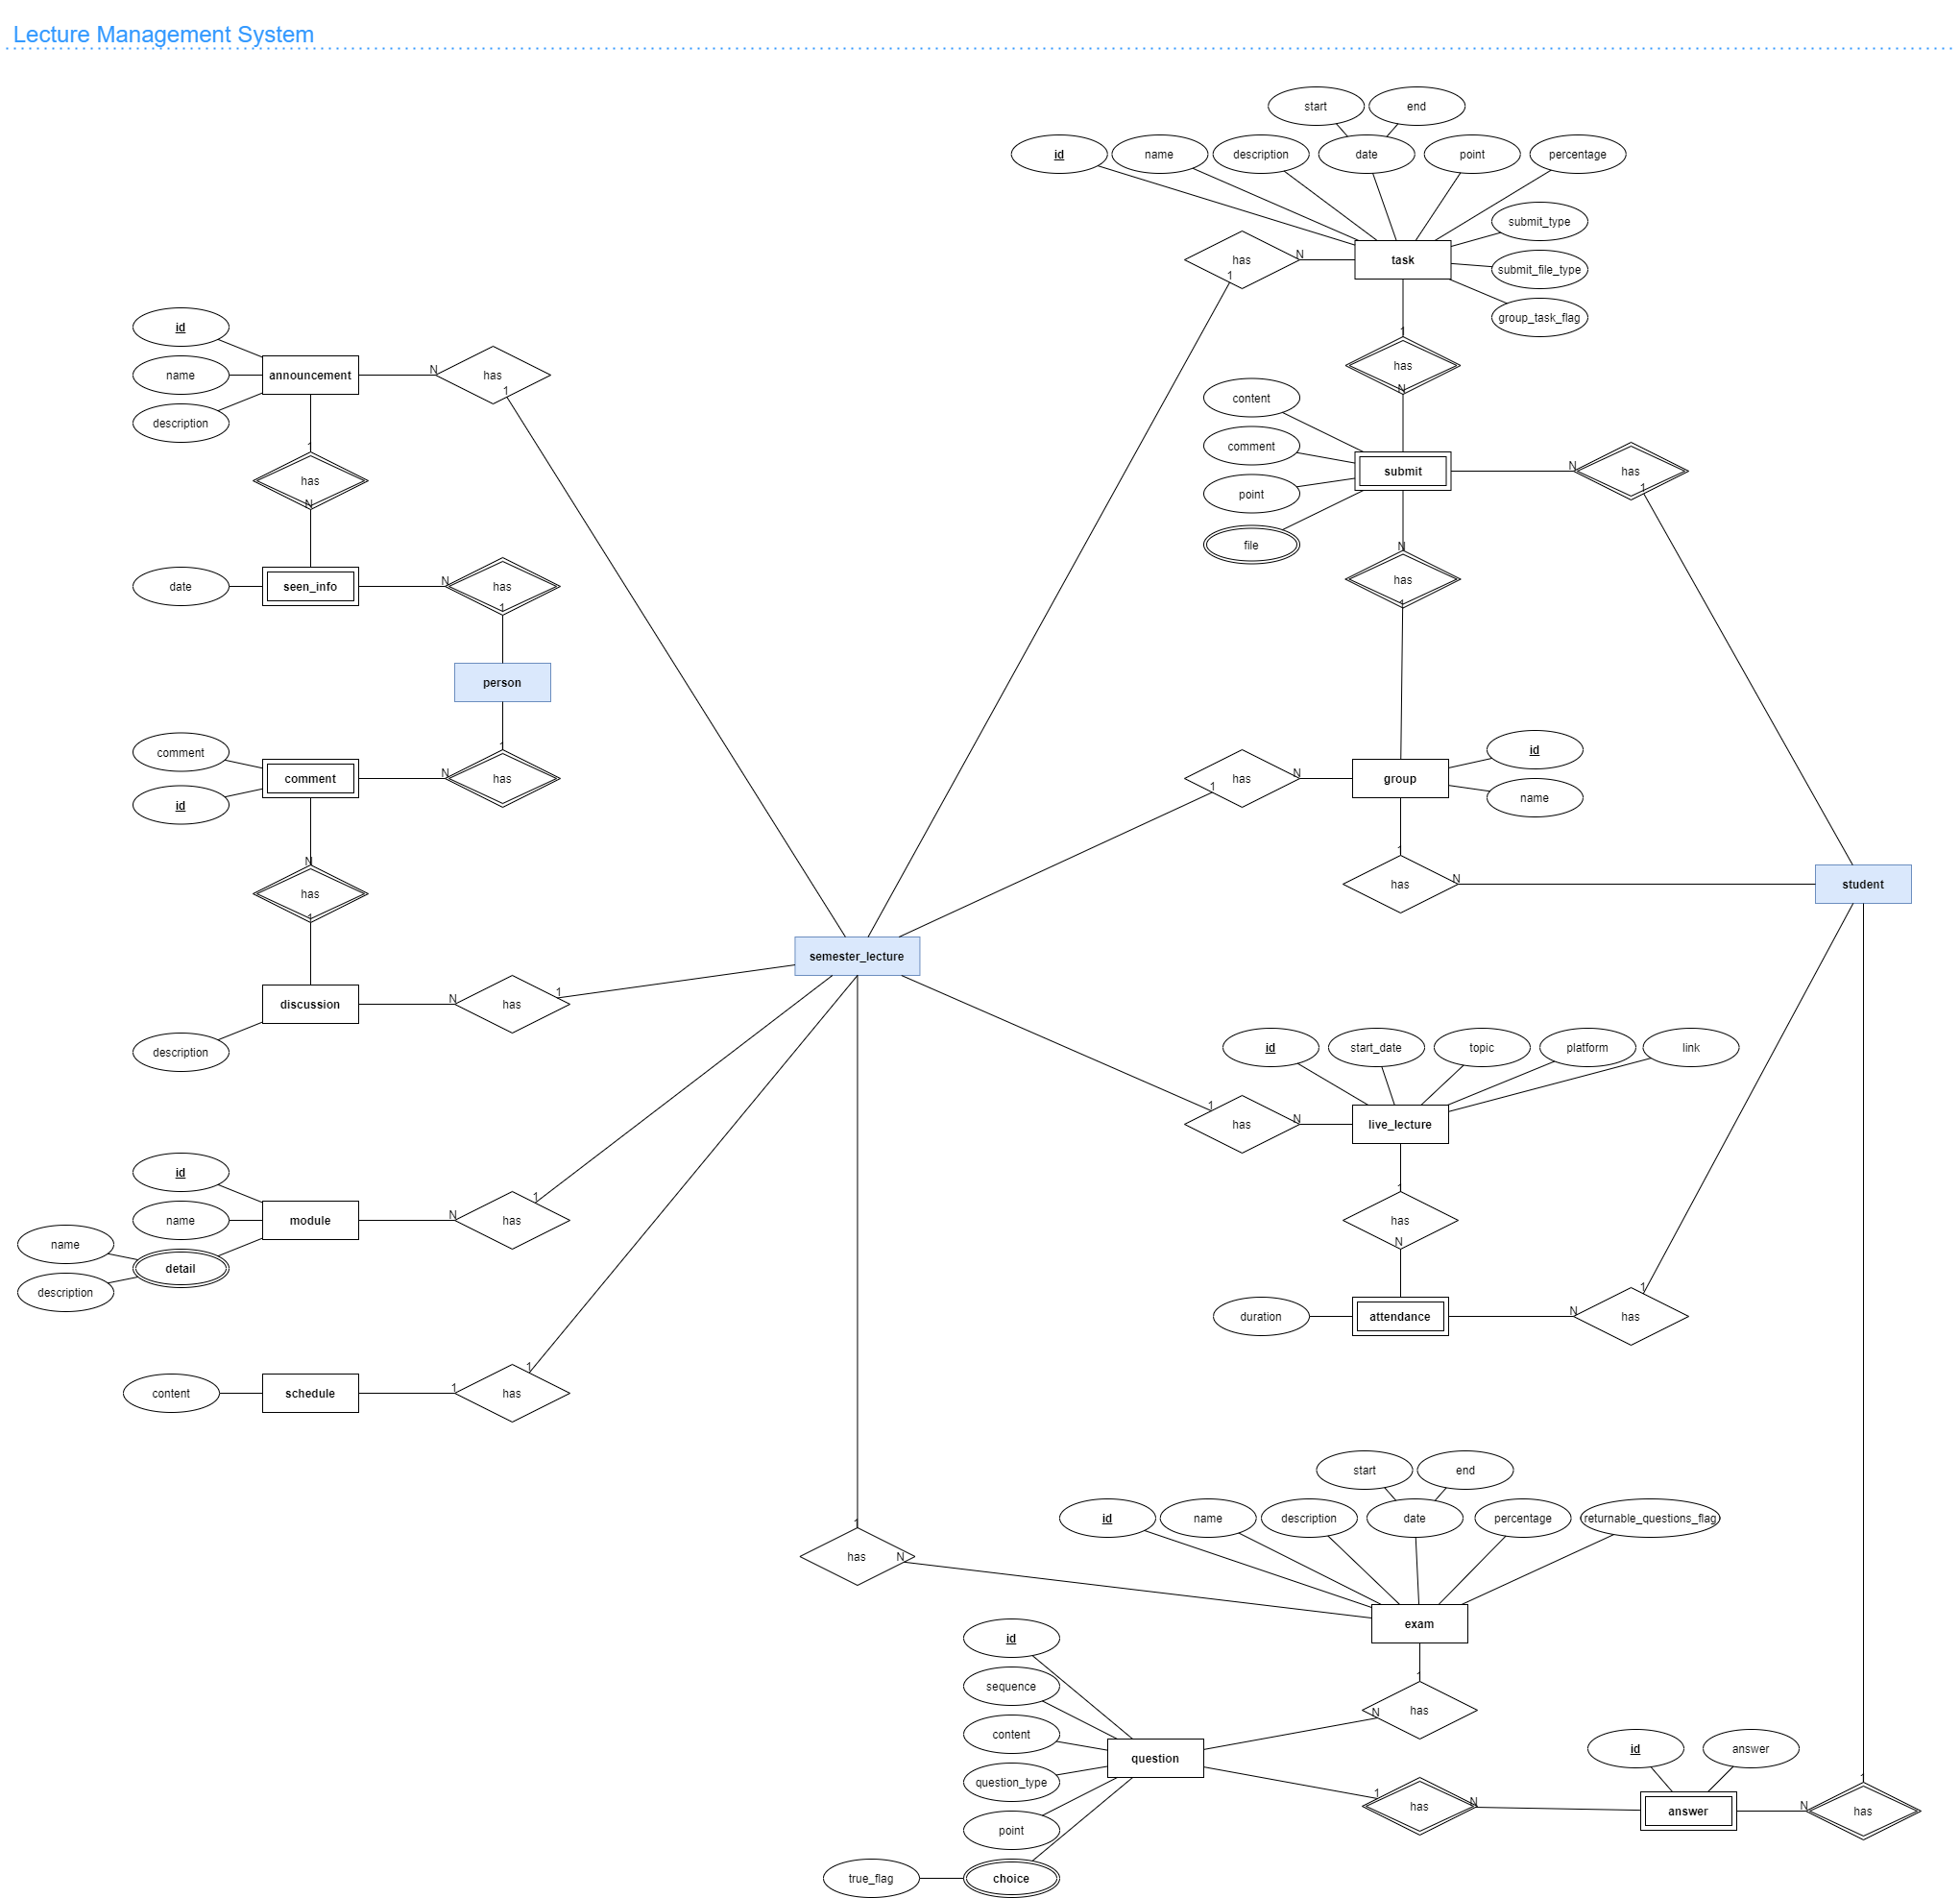 Lecture Management System
start
end
id
name
description
date
point
percentage
submit_type
has
N
task
1
submit_file_type
group_task_flag
id
1
name
announcement
N
has
has
1
description
N
content
1
has
comment
submit
N
has
1
N
point
date
seen_info
N
has
1
file
N
has
1
person
comment
1
id
comment
N
has
has
N
group
id
1
name
N
has
1
1
has
N
student
semester_lecture
discussion
N
has
1
description
id
start_date
topic
platform
link
1
has
N
live_lecture
id
name
module
N
has
1
1
has
N
name
detail
description
duration
attendance
N
has
1
content
schedule
1
has
1
start
end
id
name
description
date
percentage
returnable_questions_flag
1
has
N
exam
id
1
sequence
N
has
content
question
id
answer
question_type
1
has
N
answer
N
has
1
point
true_flag
choice